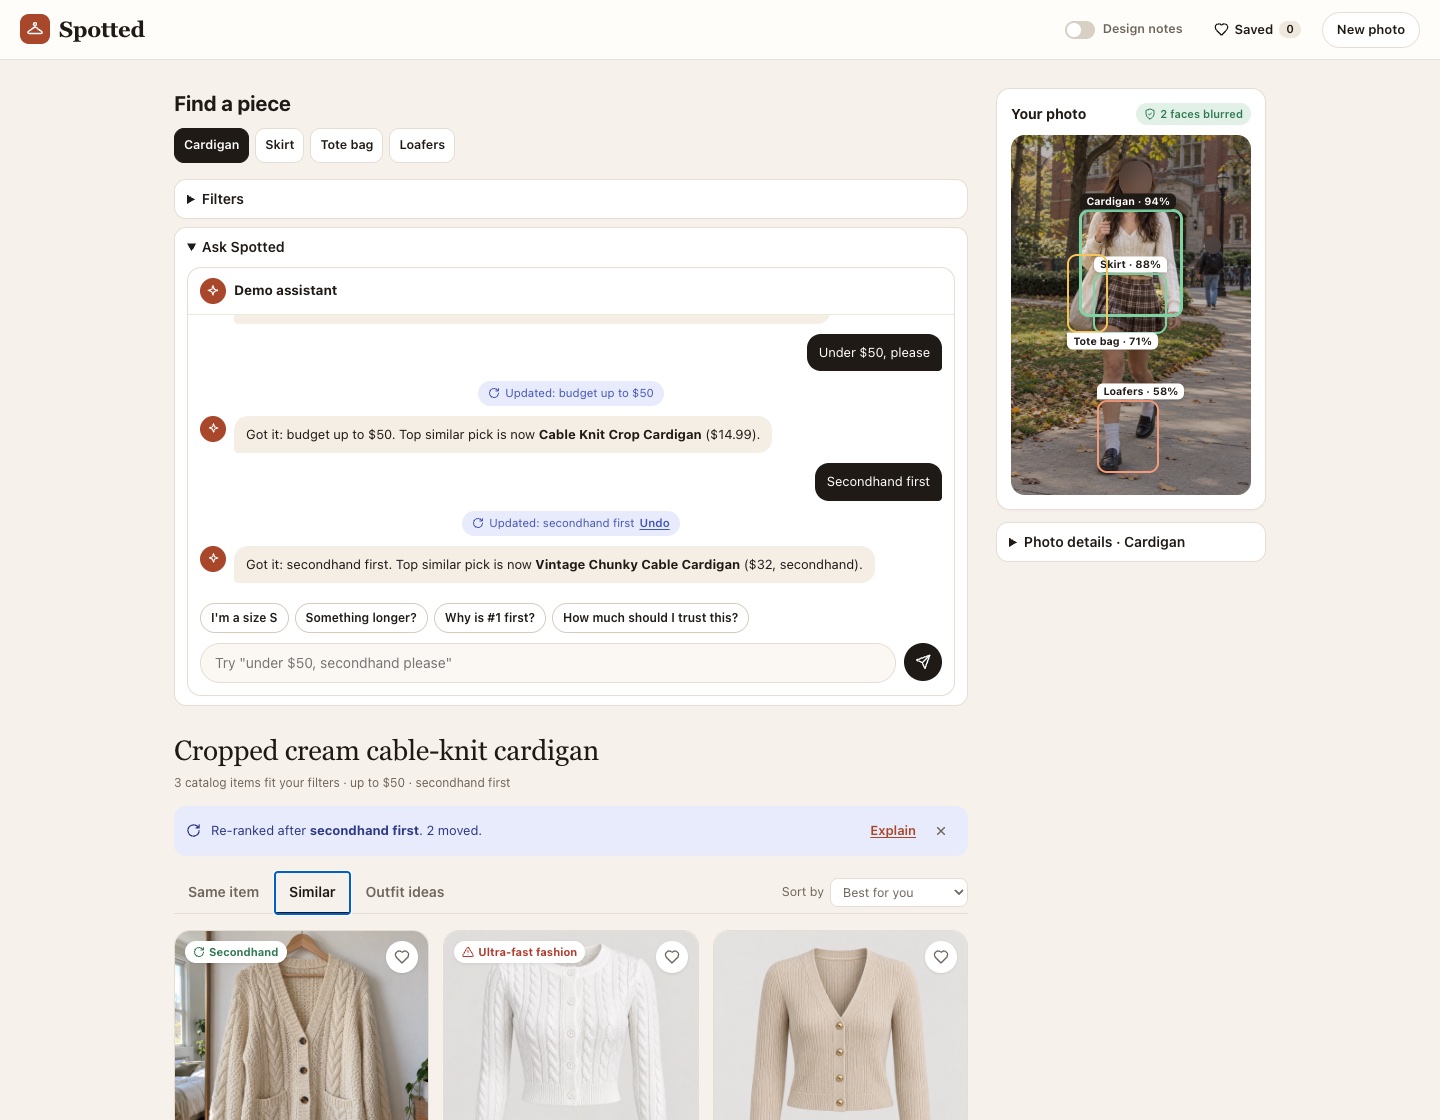 Spotted
Design notes
Saved 0
New photo
Find a piece
Cardigan
Skirt
Tote bag
Loafers
Filters
Ask Spotted
Demo assistant
Under $50, please
Updated: budget up to $50
Got it: budget up to $50. Top similar pick is now Cable Knit Crop Cardigan ($14.99).
Secondhand first
Updated: secondhand first Undo
Got it: secondhand first. Top similar pick is now Vintage Chunky Cable Cardigan ($32, secondhand).
I'm a size S
Something longer?
Why is #1 first?
How much should I trust this?
Try "under $50, secondhand please"
Your photo
2 faces blurred
Cardigan · 94%
Skirt · 88%
Tote bag · 71%
Loafers · 58%
Photo details · Cardigan
Cropped cream cable-knit cardigan
3 catalog items fit your filters · up to $50 · secondhand first
Re-ranked after secondhand first. 2 moved.
Explain
Same item
Similar
Outfit ideas
Sort by
Best for you
Secondhand
Ultra-fast fashion